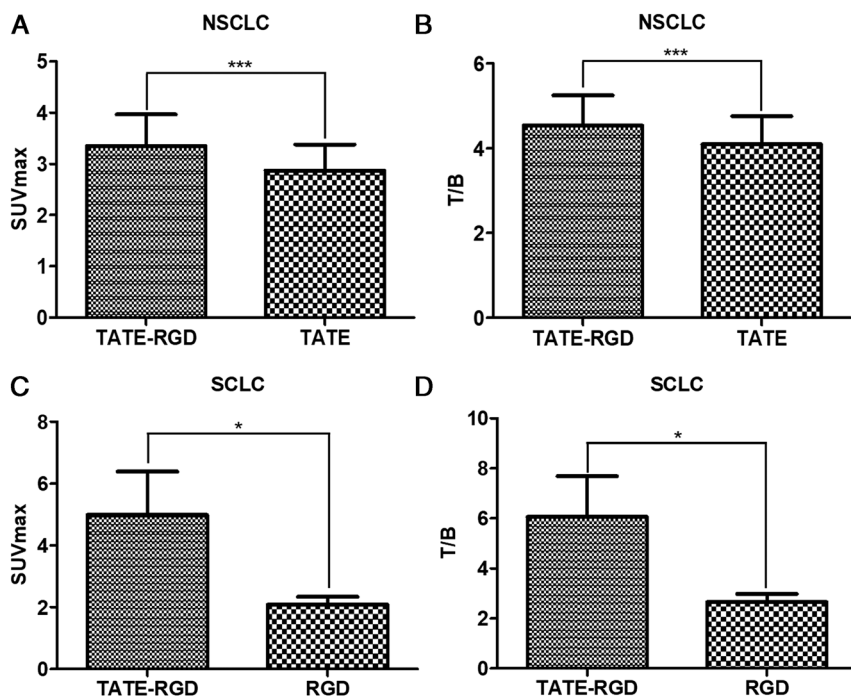 A
NSCLC
SUVmax
5
4
3
2
1
0
***
TATE-RGD
TATE
B
NSCLC
T/B
6
4
2
0
***
TATE-RGD
TATE
C
SCLC
SUVmax
8
6
4
2
0
*
TATE-RGD
RGD
D
SCLC
T/B
10
8
6
4
2
0
*
TATE-RGD
RGD